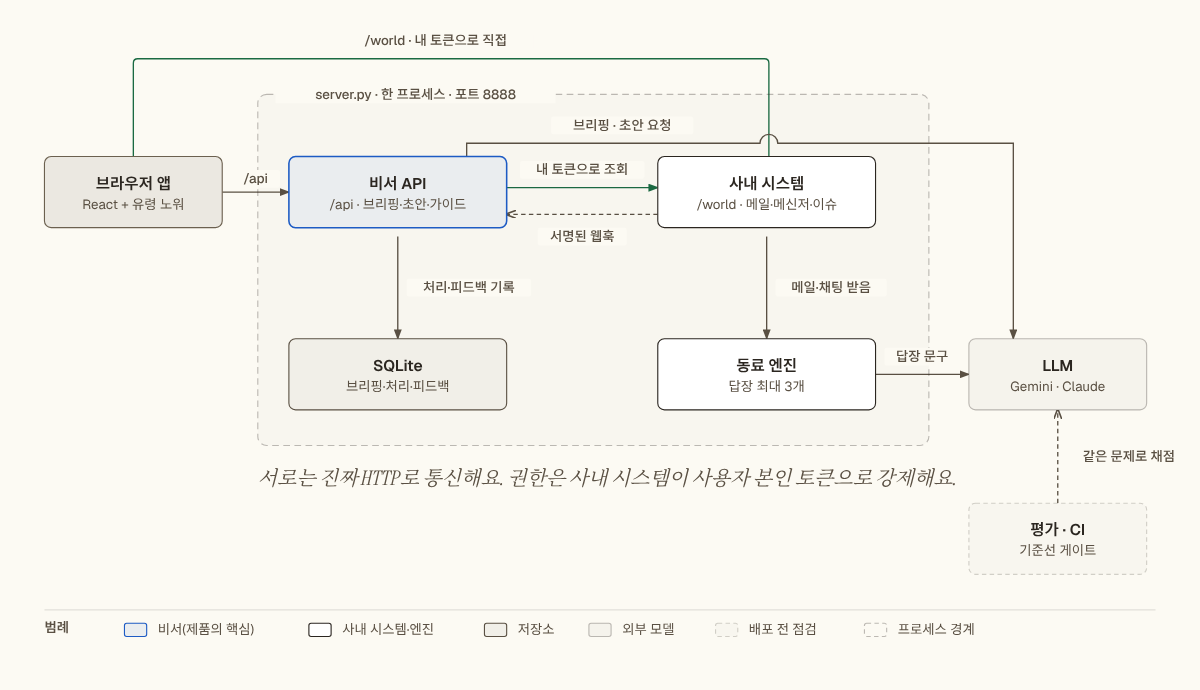 /world · 내 토큰으로 직접
server.py · 한 프로세스 · 포트 8888
브리핑 · 초안 요청
브라우저 앱
React + 유령 노워
/api
비서 API
/api · 브리핑·초안·가이드
내 토큰으로 조회
서명된 웹훅
사내 시스템
/world · 메일·메신저·이슈
처리·피드백 기록
메일·채팅 받음
SQLite
브리핑·처리·피드백
동료 엔진
답장 최대 3개
답장 문구
LLM
Gemini · Claude
같은 문제로 채점
서로는 진짜 HTTP로 통신해요. 권한은 사내 시스템이 사용자 본인 토큰으로 강제해요.
평가 · CI
기준선 게이트
범례
비서(제품의 핵심)
사내 시스템·엔진
저장소
외부 모델
배포 전 점검
프로세스 경계